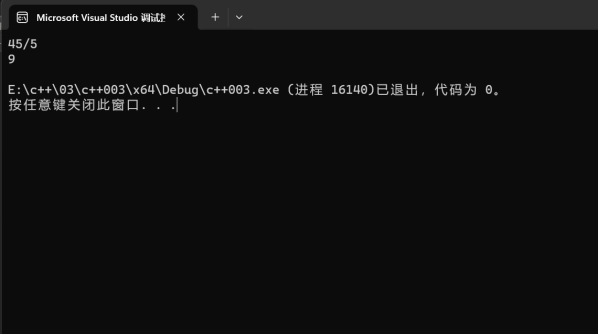 Microsoft Visual Studio 调试
45/5
9
E:\c++\03\c++003\x64\Debug\c++003.exe (进程 16140)已退出，代码为 0。
按任意键关闭此窗口. . .